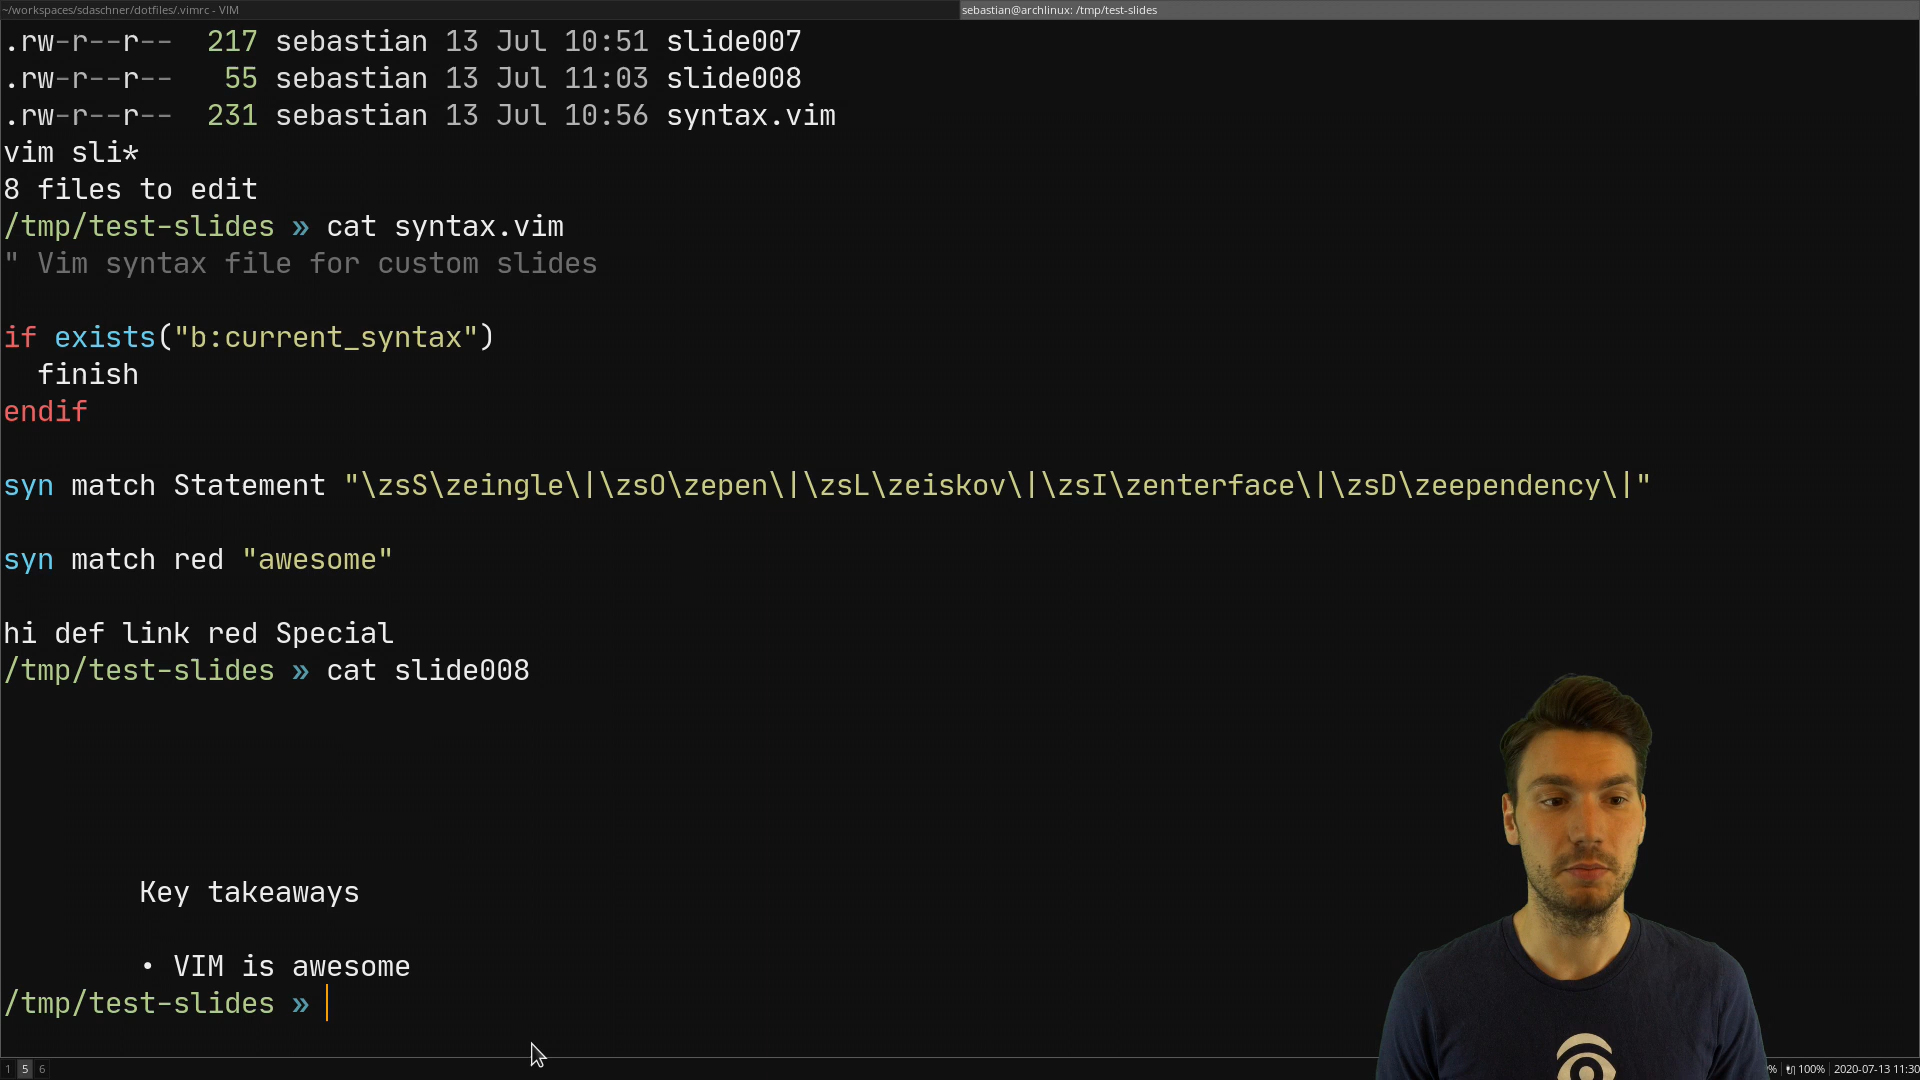 ~/workspaces/sdaschner/dotfiles/.vimrc - VIM
sebastian@archlinux: /tmp/test-slides
.rw-r--r-- 217 sebastian 13 Jul 10:51 slide007
.rw-r--r-- 55 sebastian 13 Jul 11:03 slide008
.rw-r--r-- 231 sebastian 13 Jul 10:56 syntax.vim
vim sli*
8 files to edit
/tmp/test-slides » cat syntax.vim
" Vim syntax file for custom slides
if exists("b:current_syntax")
  finish
endif
syn match Statement "\zsS\zeingle\|\zsO\zepen\|\zsL\zeiskov\|\zsI\zenterface\|\zsD\zeependency\|"
syn match red "awesome"
hi def link red Special
/tmp/test-slides » cat slide008
Key takeaways
• VIM is awesome
/tmp/test-slides »
1 5 6
% 100% 2020-07-13 11:30